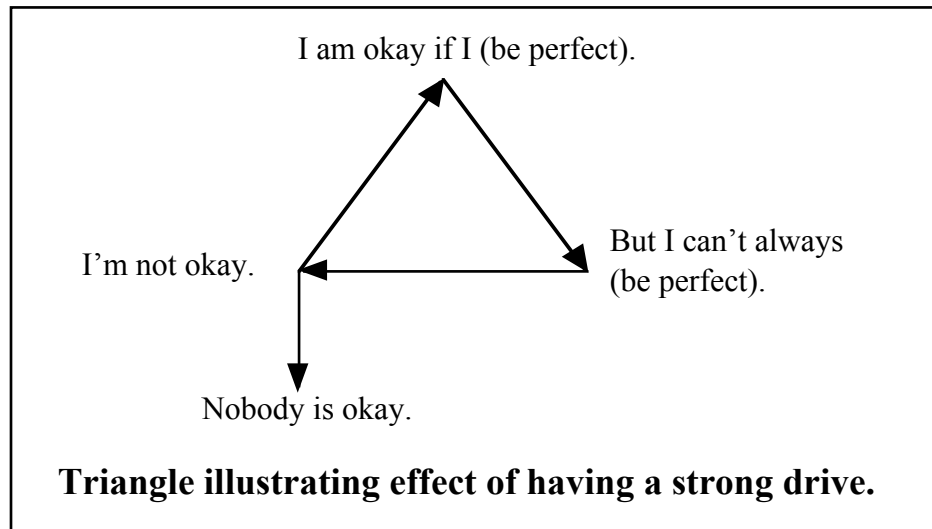 I am okay if I (be perfect).
I’m not okay.
But I can’t always
(be perfect).
Nobody is okay.
Triangle illustrating effect of having a strong drive.